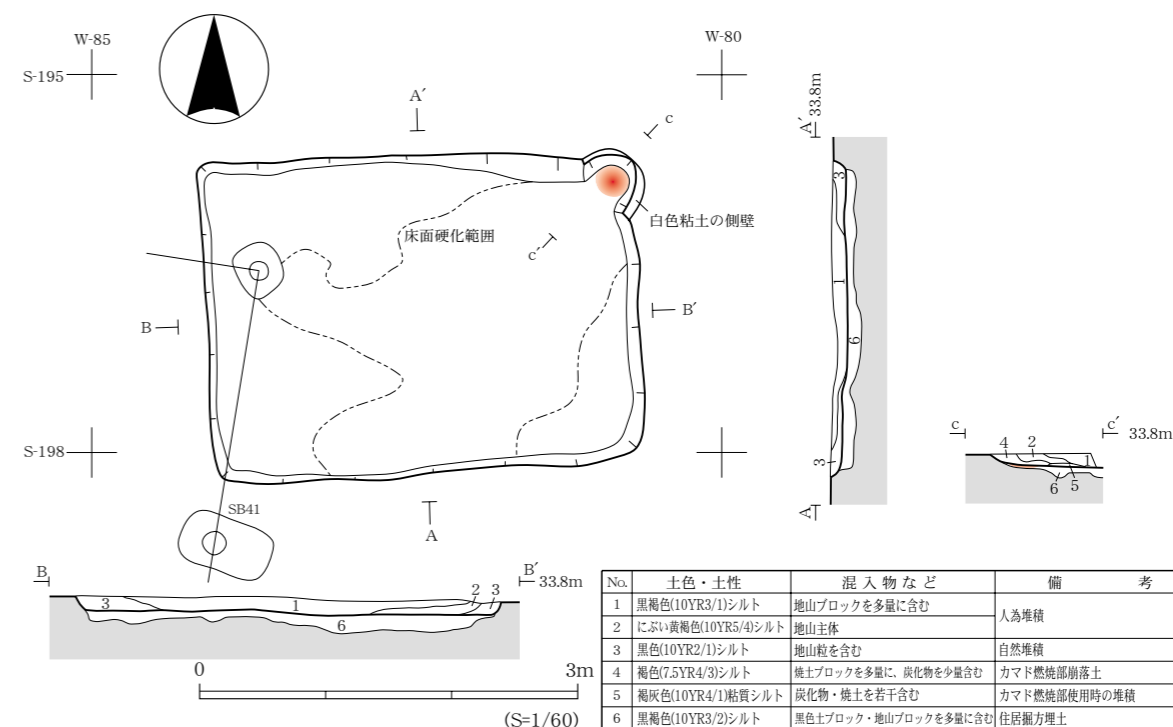 W-85
W-80
S-195
A´
c
A´ 33.8m
白色粘土の側壁
床面硬化範囲
c´
3
1
6
3
A
B
B´
S-198
SB41
A
c
c´ 33.8m
4 2 1
6 5
B
B´ 33.8m
3 1 2 3
6
0 3m
(S=1/60)
No. 土色・土性 混入物など 備考
1 黒褐色(10YR3/1)シルト 地山ブロックを多量に含む 人為堆積
2 にぶい黄褐色(10YR5/4)シルト 地山主体
3 黒色(10YR2/1)シルト 地山粒を含む 自然堆積
4 褐色(7.5YR4/3)シルト 焼土ブロックを多量に、炭化物を少量含む カマド燃焼部崩落土
5 褐灰色(10YR4/1)粘質シルト 炭化物・焼土を若干含む カマド燃焼部使用時の堆積
6 黒褐色(10YR3/2)シルト 黒色土ブロック・地山ブロックを多量に含む 住居掘方埋土